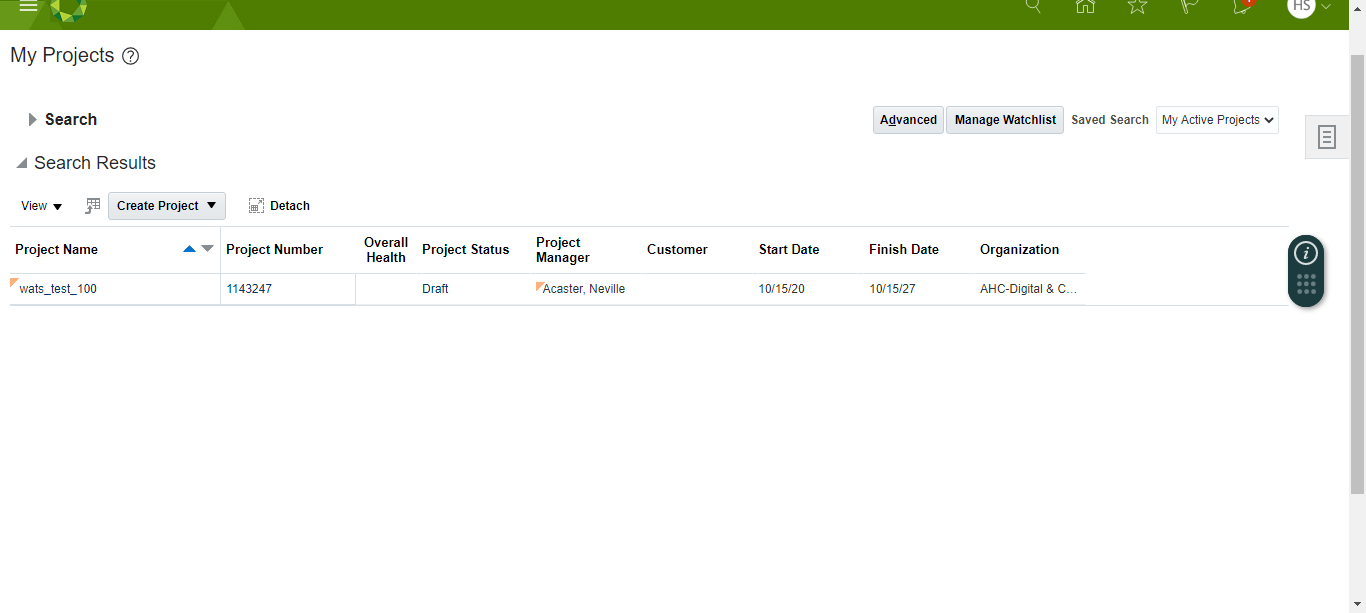 HS
My Projects ?
Search
Advanced Manage Watchlist Saved Search My Active Projects
Search Results
View Create Project Detach
Project Name Project Number Overall Health Project Status Project Manager Customer Start Date Finish Date Organization
wats_test_100 1143247 Draft Acaster, Neville 10/15/20 10/15/27 AHC-Digital & C...
i